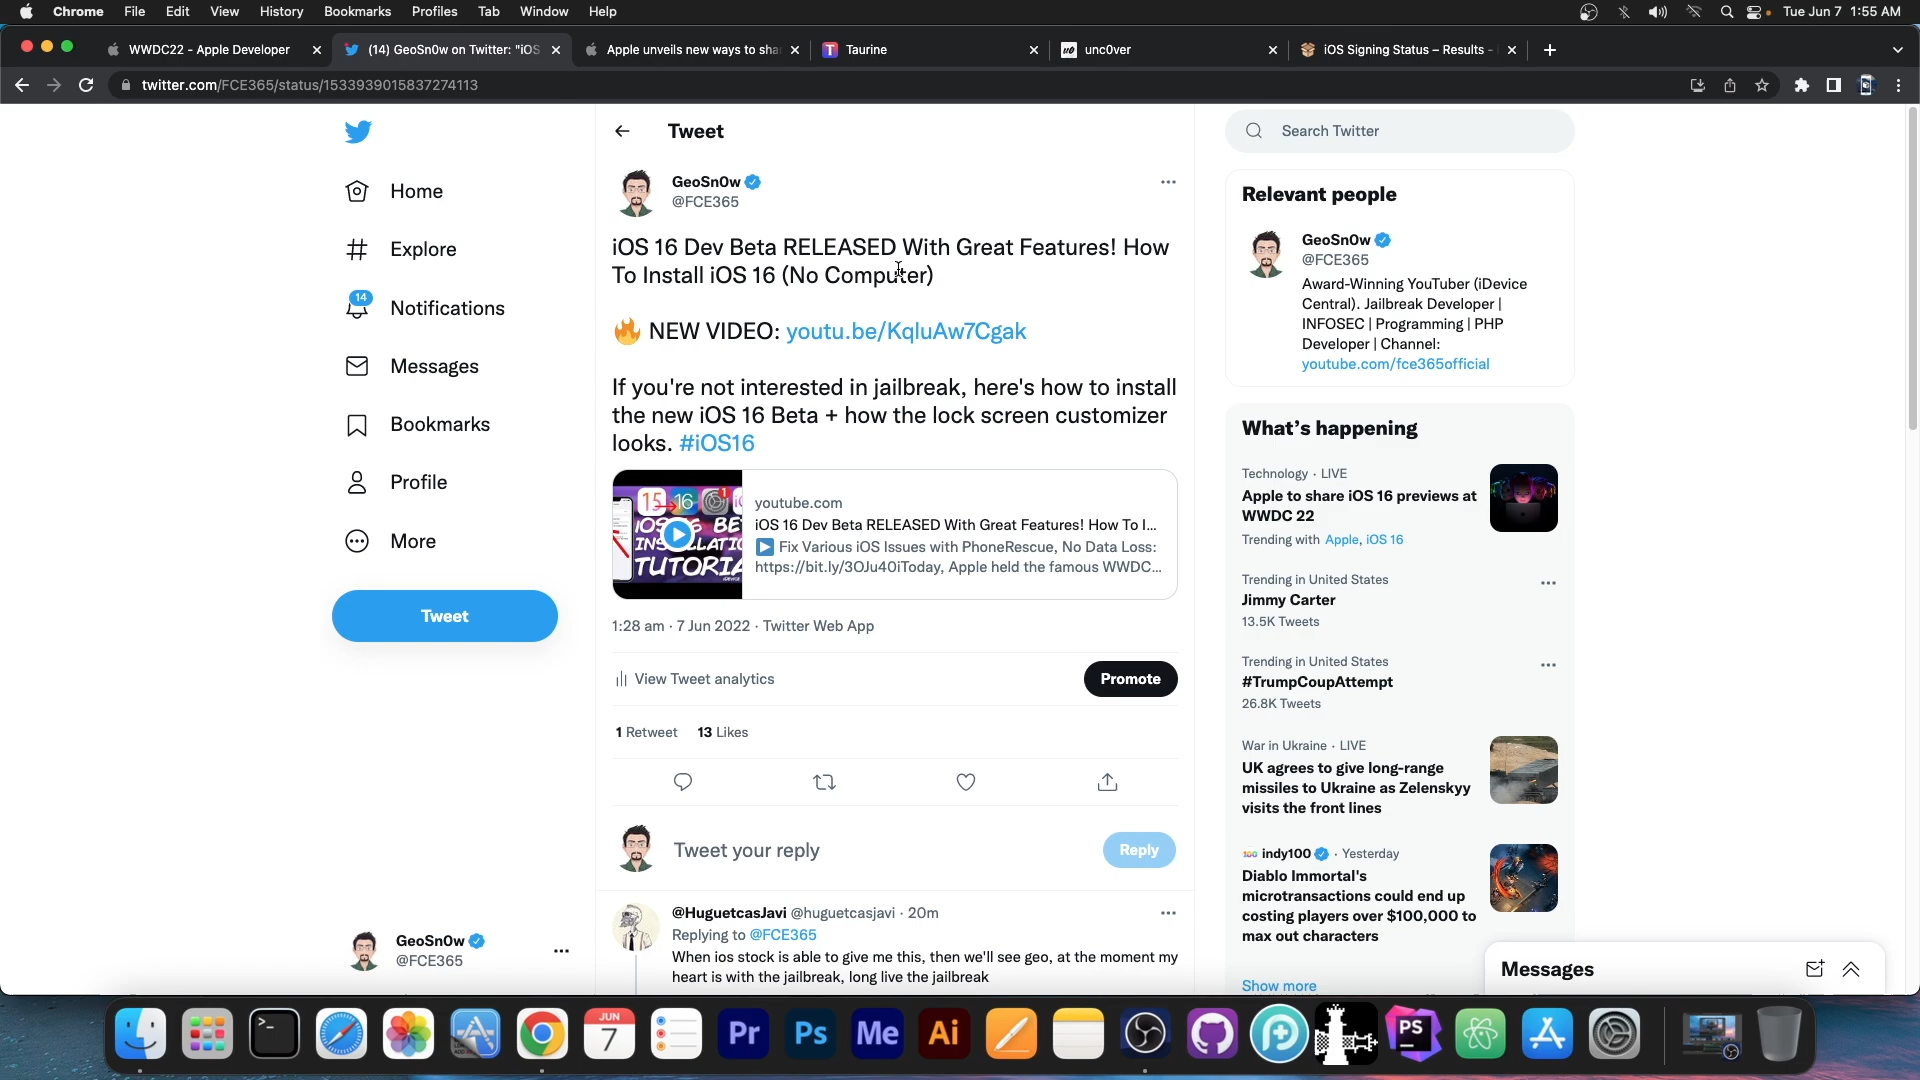 Chrome File Edit View History Bookmarks Profiles Tab Window Help
Tue Jun 7 1:55 AM
WWDC22 - Apple Developer
(14) GeoSn0w on Twitter: "iOS
Apple unveils new ways to sha
Taurine
unc0ver
iOS Signing Status – Results -
twitter.com/FCE365/status/1533939015837274113
Home
Explore
14
Notifications
Messages
Bookmarks
Profile
More
Tweet
GeoSn0w
@FCE365
Tweet
GeoSn0w
@FCE365
iOS 16 Dev Beta RELEASED With Great Features! How
To Install iOS 16 (No Computer)
🔥 NEW VIDEO: youtu.be/KqluAw7Cgak
If you're not interested in jailbreak, here's how to install
the new iOS 16 Beta + how the lock screen customizer
looks. #iOS16
15 16 1
TUTORIA
youtube.com
iOS 16 Dev Beta RELEASED With Great Features! How To I...
▶ Fix Various iOS Issues with PhoneRescue, No Data Loss:
https://bit.ly/3OJu40iToday, Apple held the famous WWDC...
1:28 am · 7 Jun 2022 · Twitter Web App
View Tweet analytics
Promote
1 Retweet 13 Likes
Tweet your reply
Reply
@HuguetcasJavi @huguetcasjavi · 20m
Replying to @FCE365
When ios stock is able to give me this, then we'll see geo, at the moment my
heart is with the jailbreak, long live the jailbreak
Search Twitter
Relevant people
GeoSn0w
@FCE365
Award-Winning YouTuber (iDevice
Central). Jailbreak Developer |
INFOSEC | Programming | PHP
Developer | Channel:
youtube.com/fce365official
What's happening
Technology · LIVE
Apple to share iOS 16 previews at
WWDC 22
Trending with Apple, iOS 16
Trending in United States
Jimmy Carter
13.5K Tweets
Trending in United States
#TrumpCoupAttempt
26.8K Tweets
War in Ukraine · LIVE
UK agrees to give long-range
missiles to Ukraine as Zelenskyy
visits the front lines
indy100 · Yesterday
Diablo Immortal's
microtransactions could end up
costing players over $100,000 to
max out characters
Show more
Messages
JUN
7
Pr
Ps
Me
Ai
PS